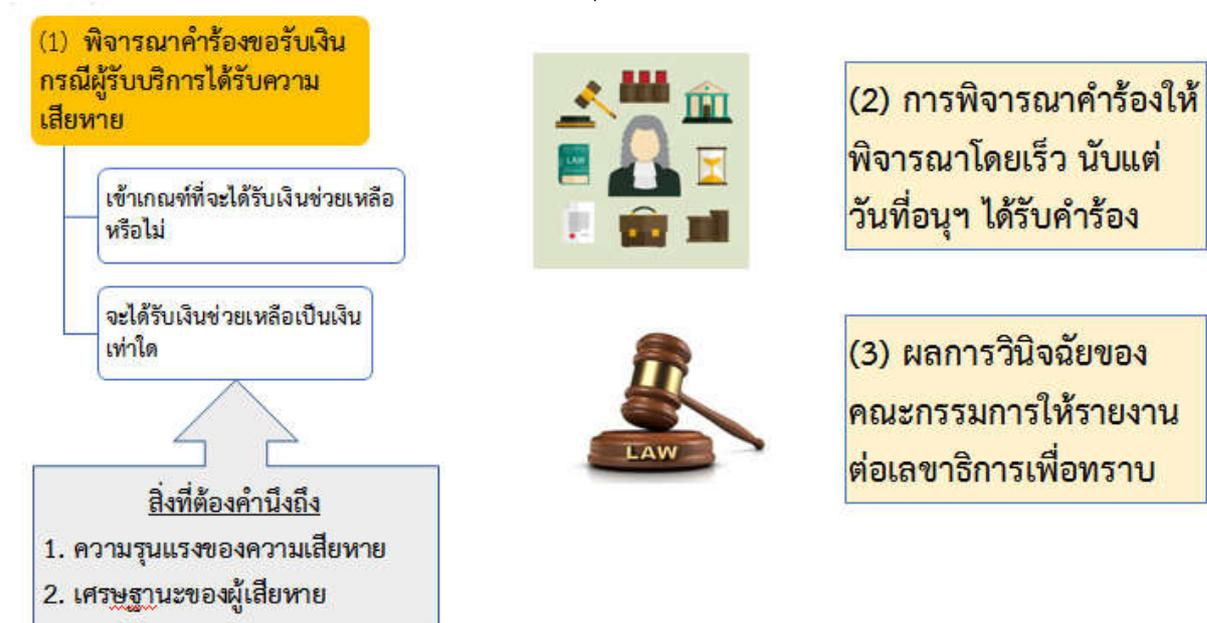 (1) พิจารณาคำร้องขอรับเงิน
กรณีผู้รับบริการได้รับความ
เสียหาย
เข้าเกณฑ์ที่จะได้รับเงินช่วยเหลือ
หรือไม่
จะได้รับเงินช่วยเหลือเป็นเงิน
เท่าใด
สิ่งที่ต้องคำนึงถึง
1. ความรุนแรงของความเสียหาย
2. เศรษฐานะของผู้เสียหาย
LAW
LAW
(2) การพิจารณาคำร้องให้
พิจารณาโดยเร็ว นับแต่
วันที่อนุฯ ได้รับคำร้อง
(3) ผลการวินิจฉัยของ
คณะกรรมการให้รายงาน
ต่อเลขาธิการเพื่อทราบ